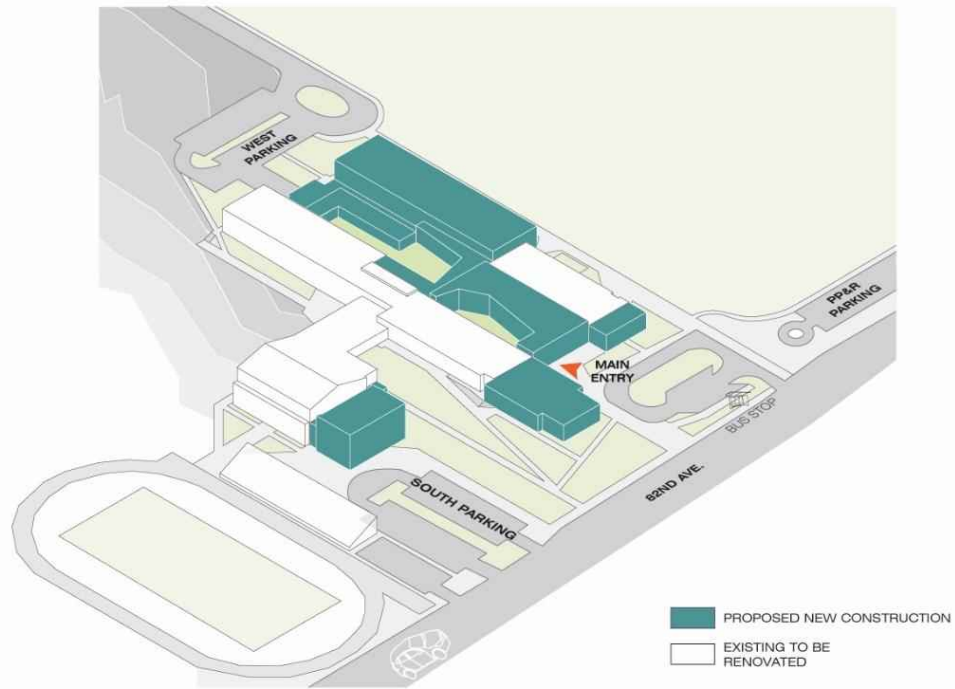 WEST
PARKING
PP&R
PARKING
MAIN
ENTRY
BUS STOP
82ND AVE.
SOUTH PARKING
PROPOSED NEW CONSTRUCTION
EXISTING TO BE
RENOVATED